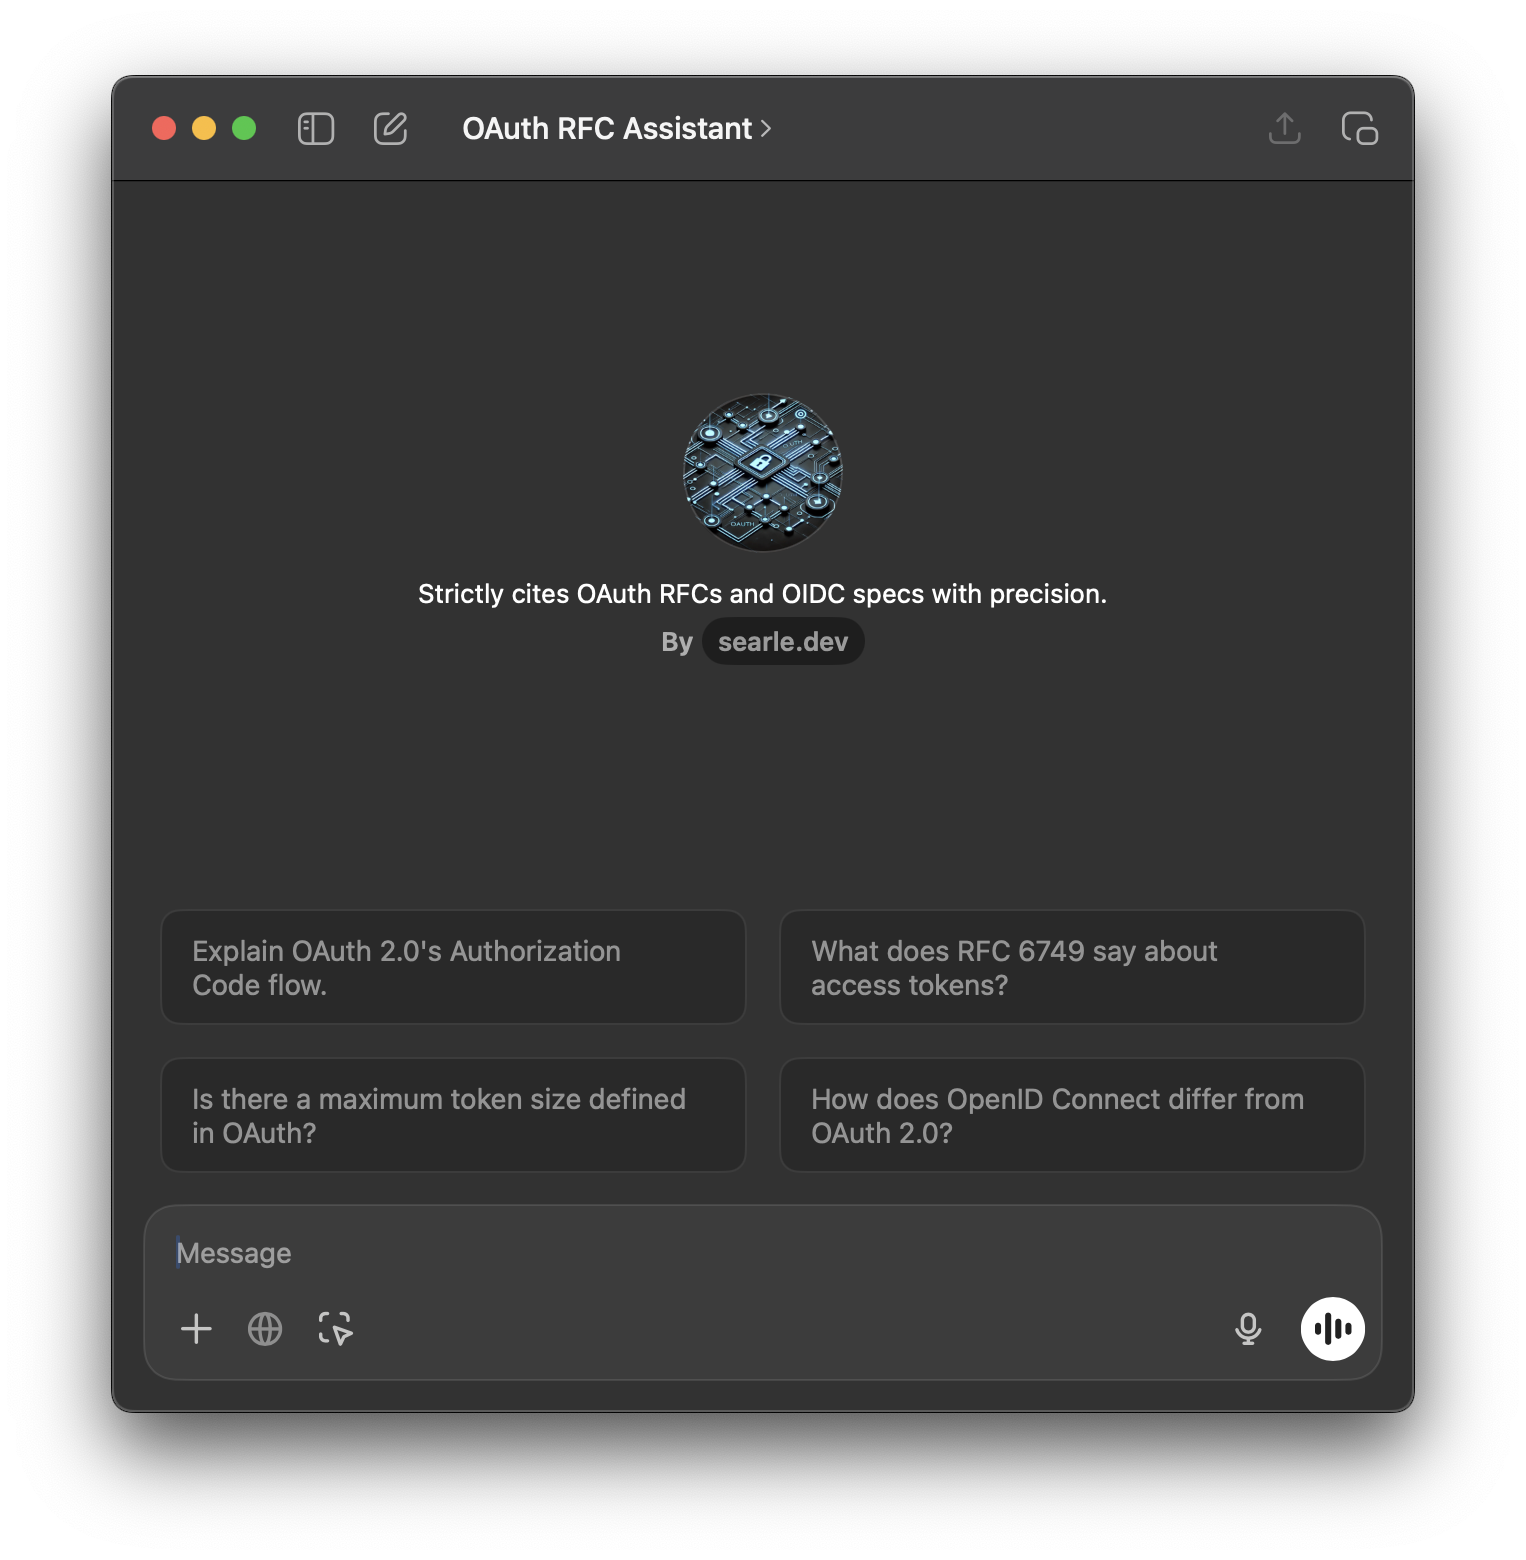 OAuth RFC Assistant
OAUTH
Strictly cites OAuth RFCs and OIDC specs with precision.
By searle.dev
Explain OAuth 2.0's Authorization
Code flow.
What does RFC 6749 say about
access tokens?
Is there a maximum token size defined
in OAuth?
How does OpenID Connect differ from
OAuth 2.0?
Message